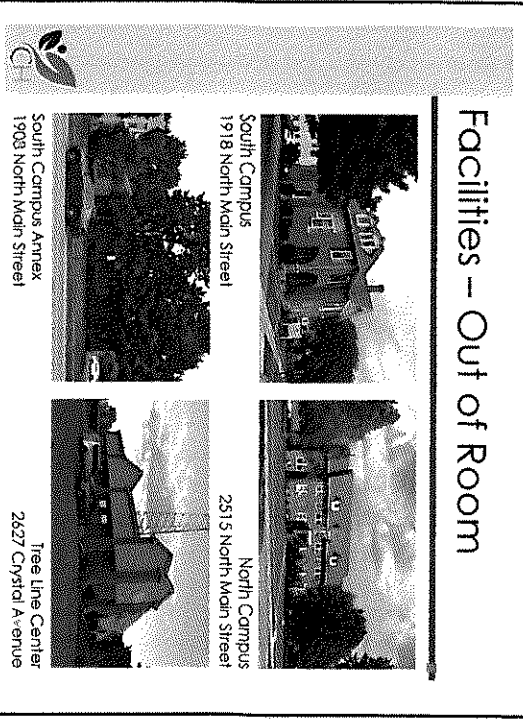 Facilities – Out of Room
South Campus
1918 North Main Street
North Campus
2515 North Main Street
South Campus Annex
1903 North Main Street
Tree Line Center
2627 Crystal Avenue
CH